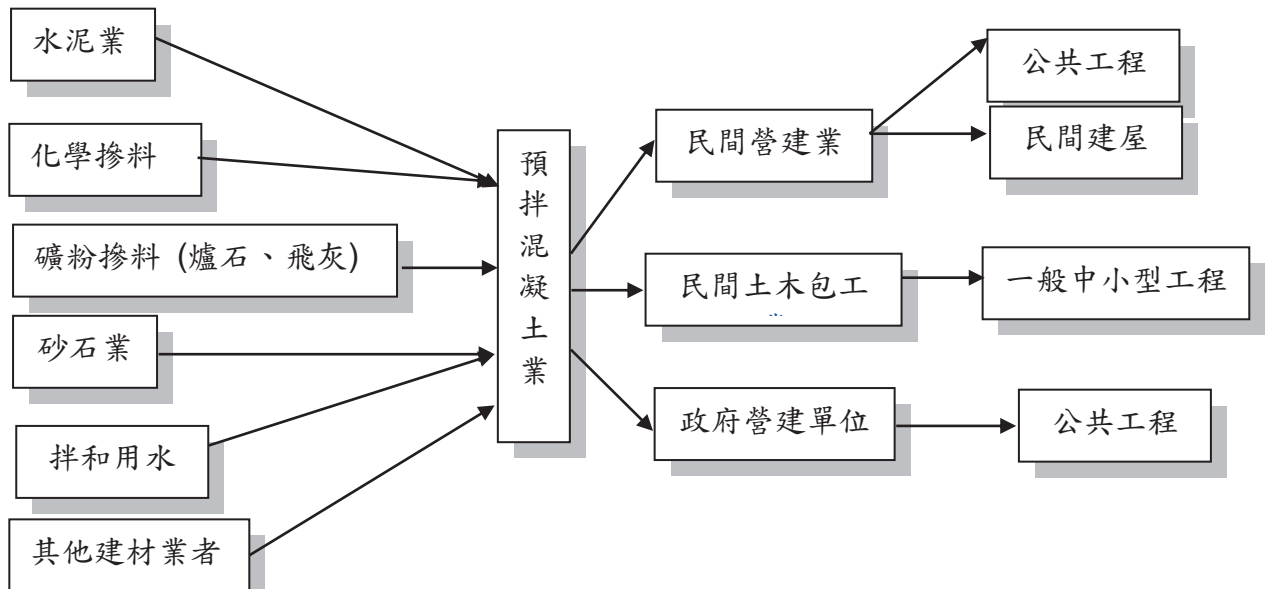 水泥業
化學摻料
礦粉摻料 (爐石、飛灰)
砂石業
拌和用水
其他建材業者
預拌混凝土業
民間營建業
民間土木包工
政府營建單位
公共工程
民間建屋
一般中小型工程
公共工程